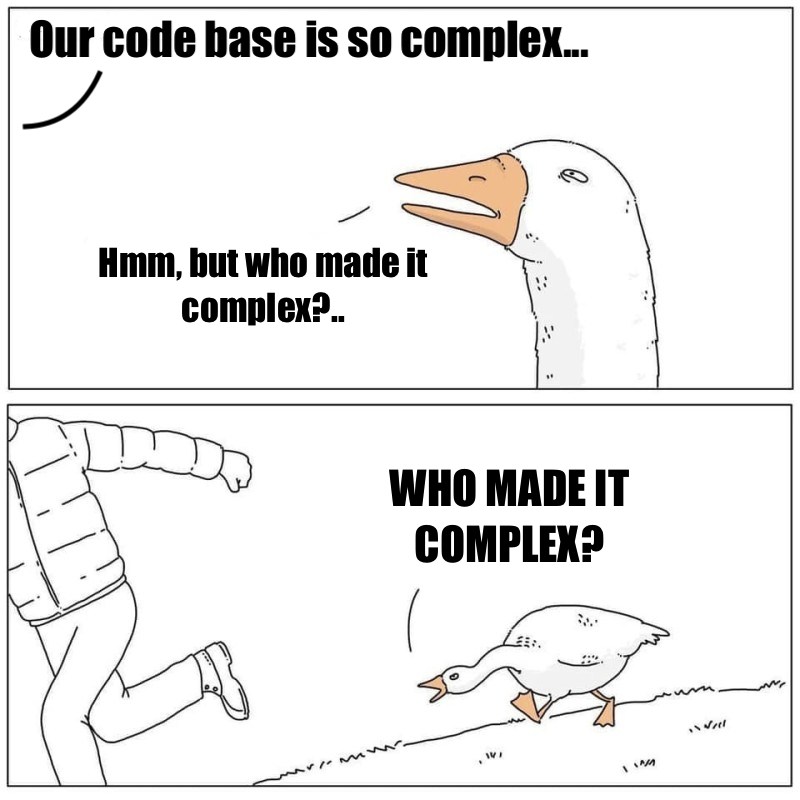 Our code base is so complex...
Hmm, but who made it
complex?..
WHO MADE IT
COMPLEX?